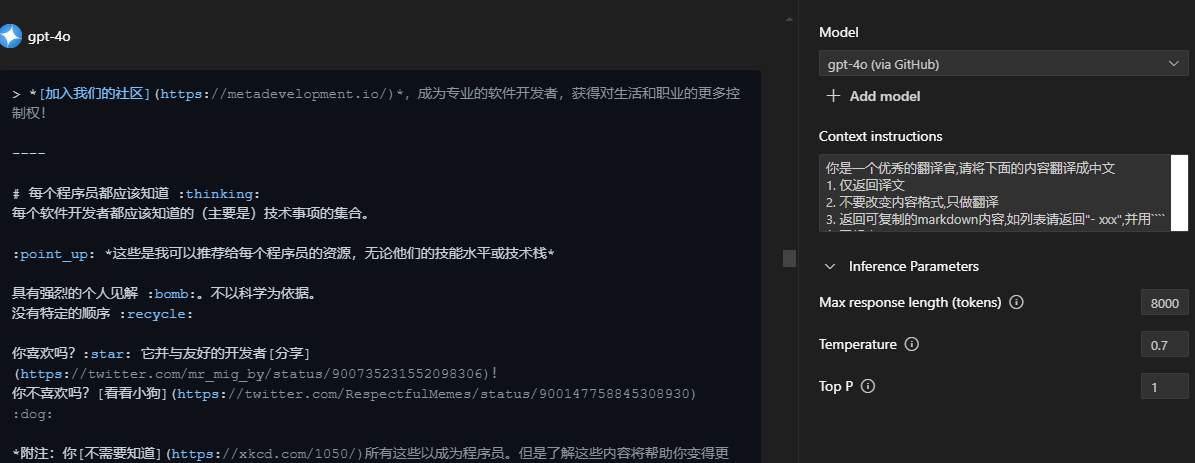 gpt-4o
> *[加入我们的社区](https://metadevelopment.io/)*，成为专业的软件开发者，获得对生活和职业的更多控
制权！
----
# 每个程序员都应该知道 :thinking:
每个软件开发者都应该知道的（主要是）技术事项的集合。
:point_up: *这些是我可以推荐给每个程序员的资源，无论他们的技能水平或技术栈*
具有强烈的个人见解 :bomb:。不以科学为依据。
没有特定的顺序 :recycle:
你喜欢吗？:star: 它并与友好的开发者[分享]
(https://twitter.com/mr_mig_by/status/900735231552098306)！
你不喜欢吗？[看看小狗](https://twitter.com/RespectfulMemes/status/900147758845308930)
:dog:
*附注：你[不需要知道](https://xkcd.com/1050/)所有这些以成为程序员。但是了解这些内容将帮助你变得更
Model
gpt-4o (via GitHub)
Add model
Context instructions
你是一个优秀的翻译官,请将下面的内容翻译成中文
1. 仅返回译文
2. 不要改变内容格式,只做翻译
3. 返回可复制的markdown内容,如列表请返回"- xxx",并用````
Inference Parameters
Max response length (tokens)
8000
Temperature
0.7
Top P
1